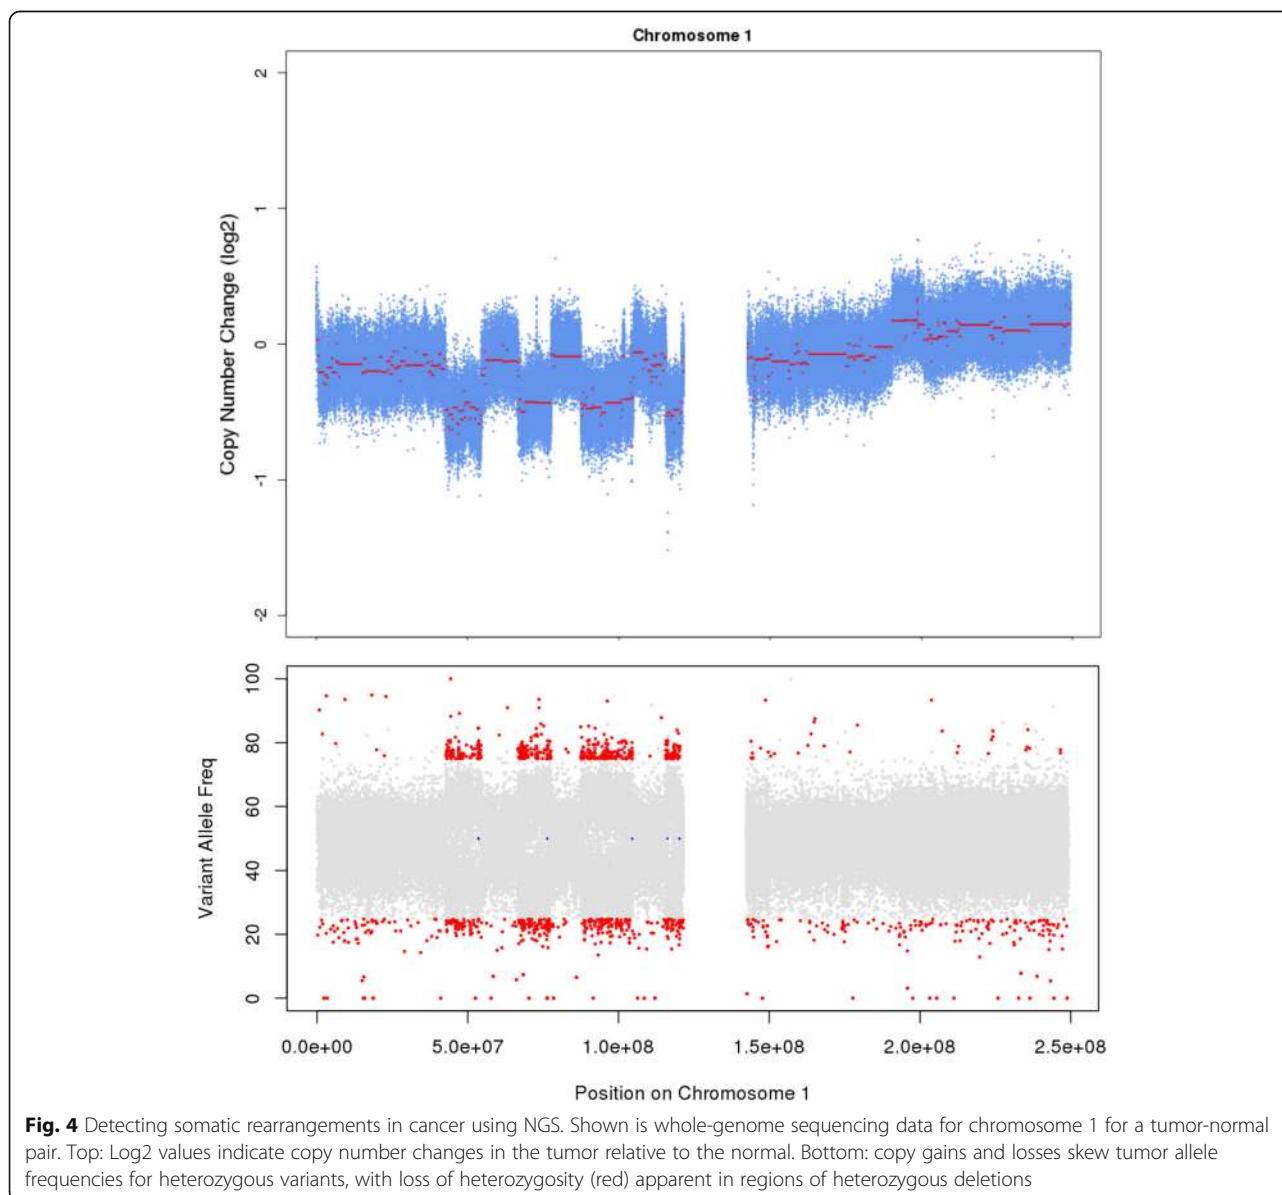 Chromosome 1
2
1
0
-1
-2
Copy Number Change (log2)
100
80
60
40
20
0
Variant Allele Freq
0.0e+00 5.0e+07 1.0e+08 1.5e+08 2.0e+08 2.5e+08
Position on Chromosome 1
Fig. 4 Detecting somatic rearrangements in cancer using NGS. Shown is whole-genome sequencing data for chromosome 1 for a tumor-normal
pair. Top: Log2 values indicate copy number changes in the tumor relative to the normal. Bottom: copy gains and losses skew tumor allele
frequencies for heterozygous variants, with loss of heterozygosity (red) apparent in regions of heterozygous deletions